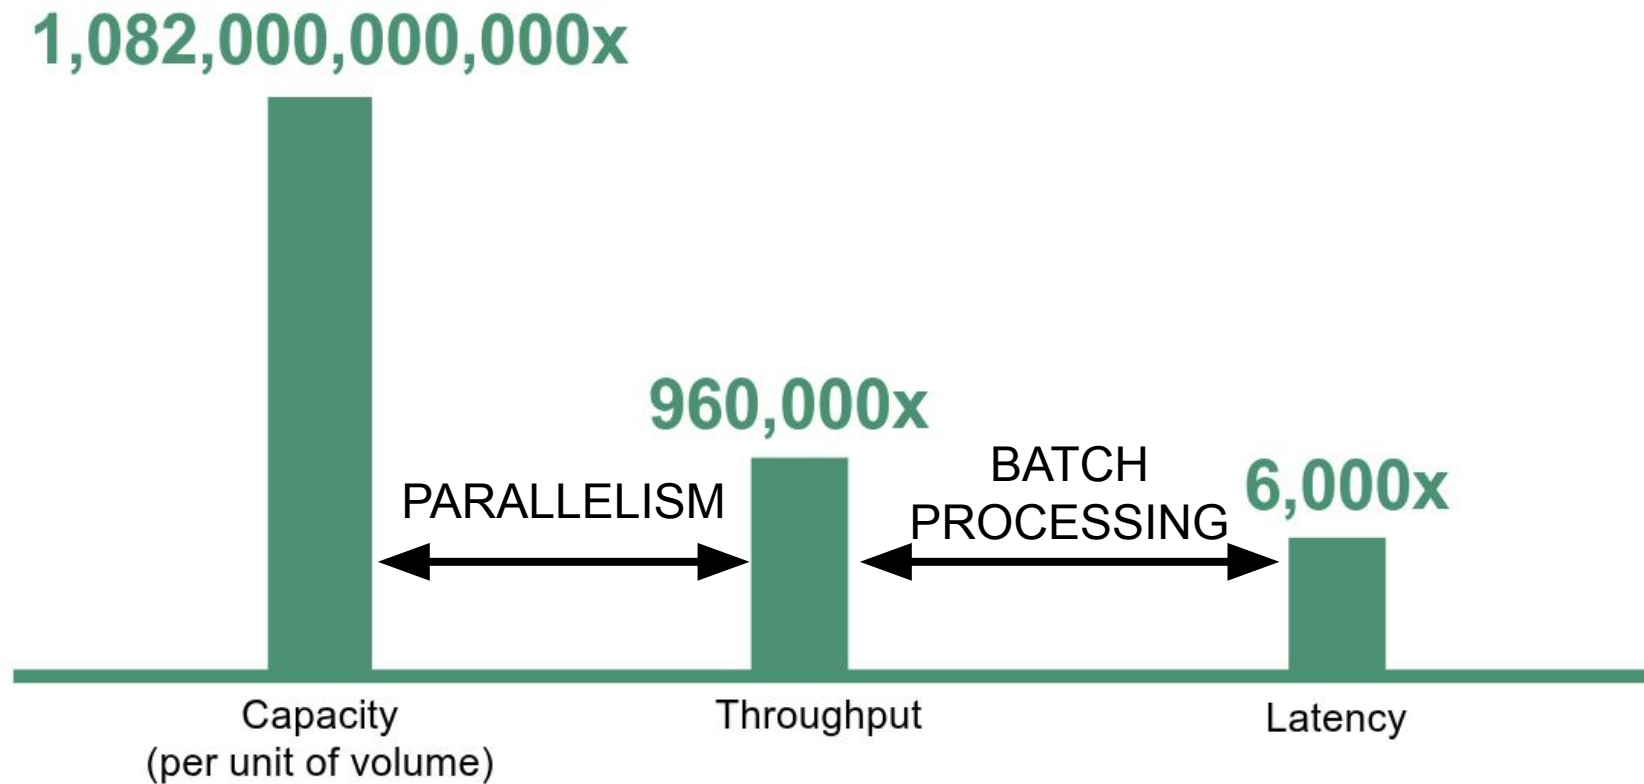 1,082,000,000,000x
960,000x
PARALLELISM
BATCH
PROCESSING
6,000x
Capacity
(per unit of volume)
Throughput
Latency